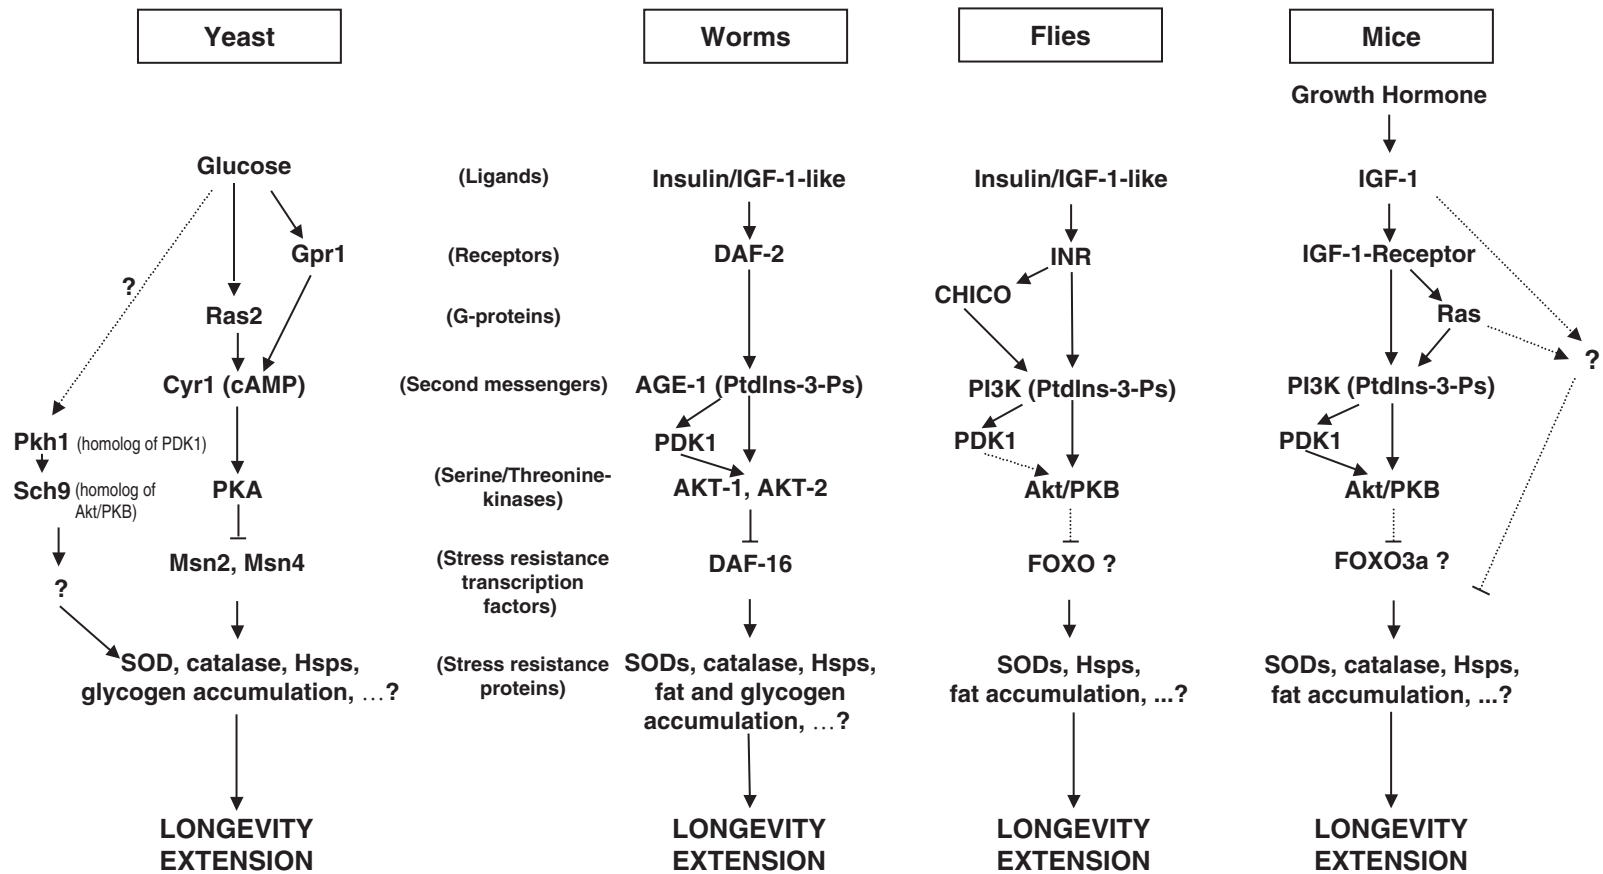 Yeast
Worms
Flies
Mice
Growth Hormone
Glucose
(Ligands)
Insulin/IGF-1-like
Insulin/IGF-1-like
IGF-1
Gpr1
(Receptors)
DAF-2
INR
IGF-1-Receptor
?
CHICO
Ras2
(G-proteins)
Ras
?
Cyr1 (cAMP)
(Second messengers)
AGE-1 (PtdIns-3-Ps)
PI3K (PtdIns-3-Ps)
PI3K (PtdIns-3-Ps)
Pkh1 (homolog of PDK1)
PDK1
PDK1
PDK1
Sch9 (homolog of
Akt/PKB)
PKA
(Serine/Threonine-
kinases)
AKT-1, AKT-2
Akt/PKB
Akt/PKB
Msn2, Msn4
(Stress resistance
transcription
factors)
DAF-16
FOXO ?
FOXO3a ?
?
SOD, catalase, Hsps,
glycogen accumulation, …?
(Stress resistance
proteins)
SODs, catalase, Hsps,
fat and glycogen
accumulation, …?
SODs, Hsps,
fat accumulation, ...?
SODs, catalase, Hsps,
fat accumulation, ...?
LONGEVITY
EXTENSION
LONGEVITY
EXTENSION
LONGEVITY
EXTENSION
LONGEVITY
EXTENSION